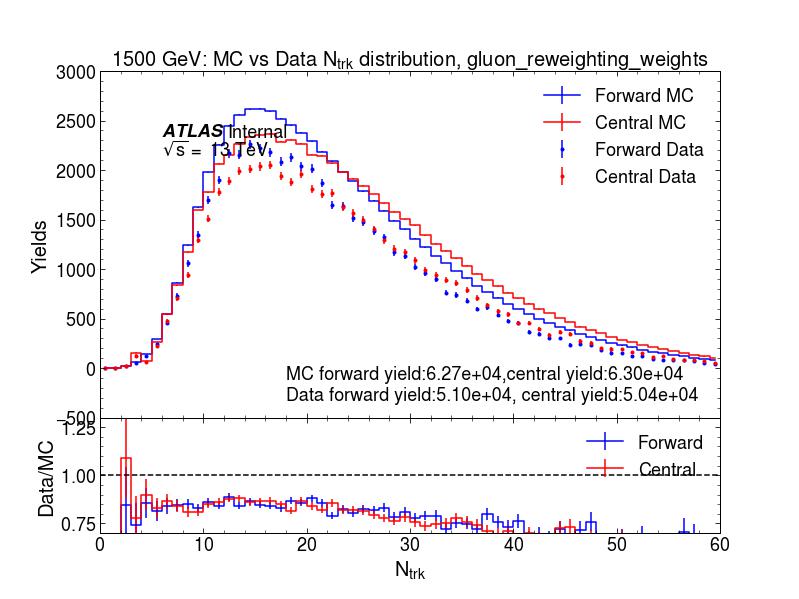 1500 GeV: MC vs Data Ntrk distribution, gluon_reweighting_weights
3000
2500
2000
1500
1000
500
0
−500
Yields
ATLAS Internal
√s = 13 TeV
Forward MC
Central MC
Forward Data
Central Data
MC forward yield:6.27e+04,central yield:6.30e+04
Data forward yield:5.10e+04, central yield:5.04e+04
1.25
1.00
0.75
Data/MC
Forward
Central
0 10 20 30 40 50 60
Ntrk